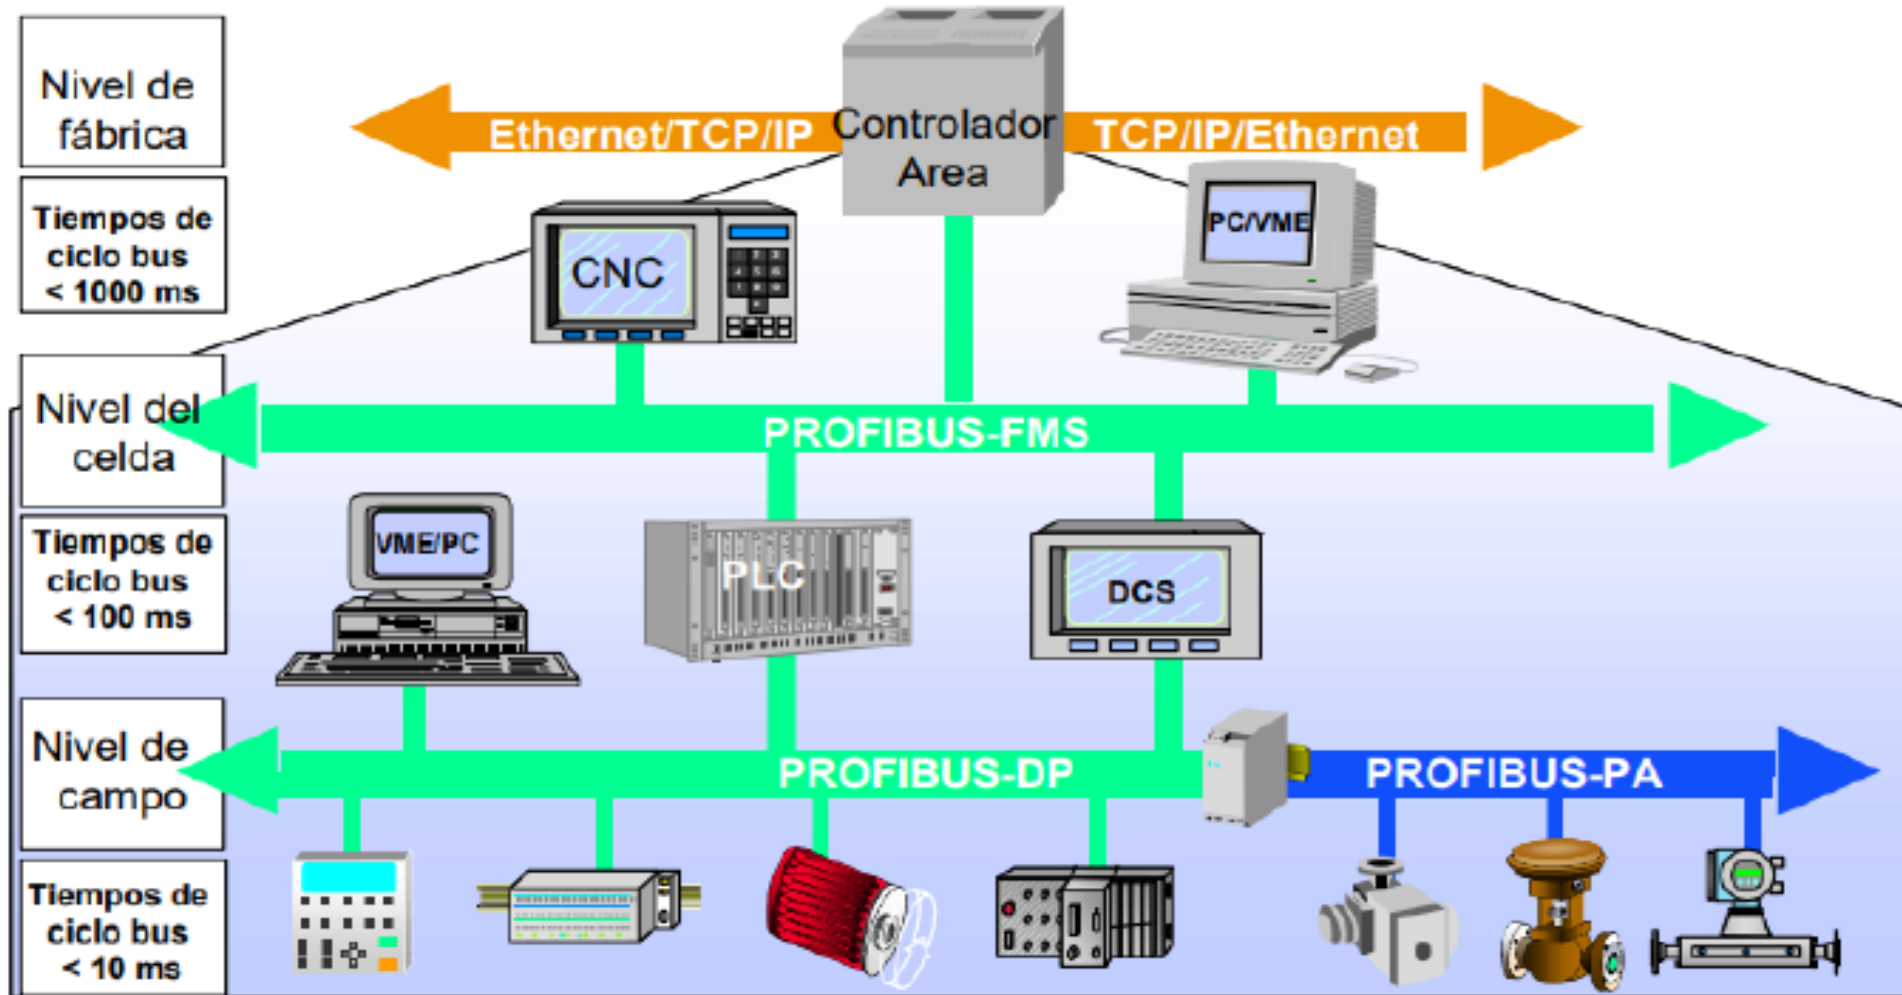 Nivel de
fábrica
Ethernet/TCP/IP
Controlador
Area
TCP/IP/Ethernet
Tiempos de
ciclo bus
< 1000 ms
CNC
PC/VME
Nivel del
celda
PROFIBUS-FMS
Tiempos de
ciclo bus
< 100 ms
VME/PC
PLC
DCS
Nivel de
campo
PROFIBUS-DP
PROFIBUS-PA
Tiempos de
ciclo bus
< 10 ms